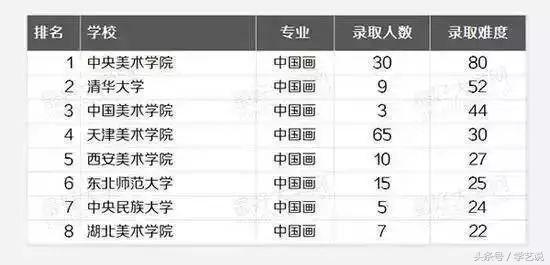 排名 学校 专业 录取人数 录取难度
1 中央美术学院 中国画 30 80
2 清华大学 中国画 9 52
3 中国美术学院 中国画 3 44
4 天津美术学院 中国画 65 30
5 西安美术学院 中国画 10 27
6 东北师范大学 中国画 15 25
7 中央民族大学 中国画 5 24
8 湖北美术学院 中国画 7 22
头条号 / 学艺说